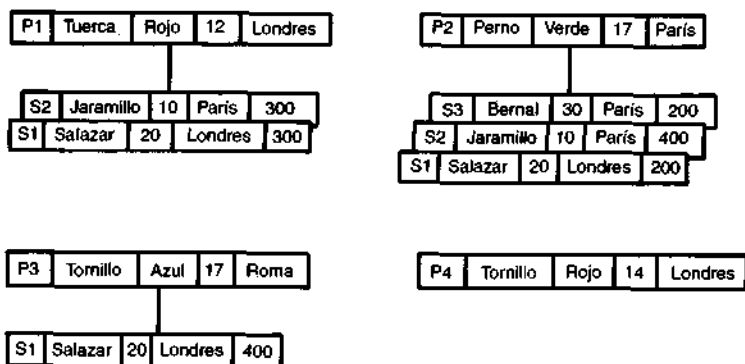 P1 Tuerca Rojo 12 Londres
S2 Jaramillo 10 París 300
S1 Salazar 20 Londres 300
P2 Perno Verde 17 París
S3 Bernal 30 París 200
S2 Jaramillo 10 París 400
S1 Salazar 20 Londres 200
P3 Tornillo Azul 17 Roma
S1 Salazar 20 Londres 400
P4 Tornillo Rojo 14 Londres